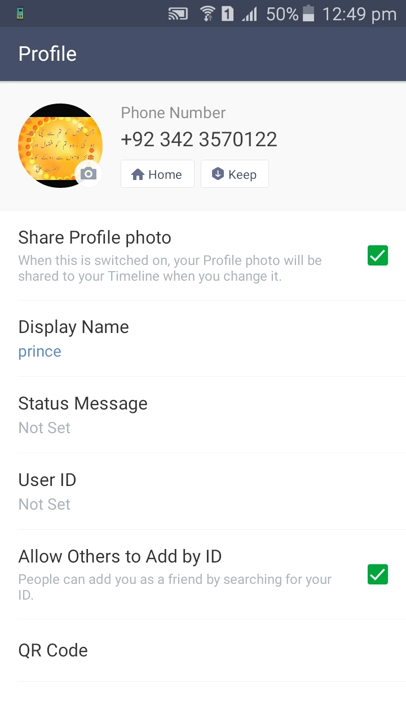 1 50% 12:49 pm
Profile
Phone Number
+92 342 3570122
Home Keep
Share Profile photo
When this is switched on, your Profile photo will be
shared to your Timeline when you change it.
Display Name
prince
Status Message
Not Set
User ID
Not Set
Allow Others to Add by ID
People can add you as a friend by searching for your
ID.
QR Code